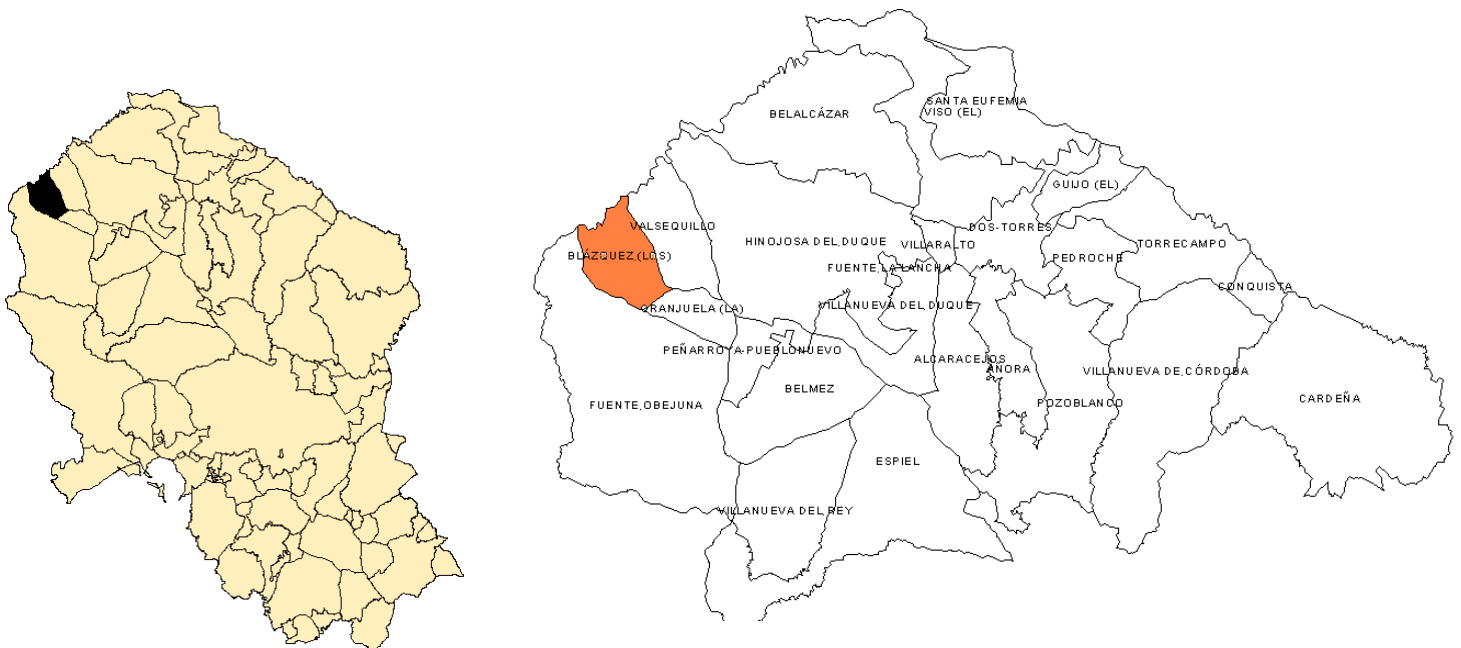 BELALCÁZAR
SANTA EUFEMIA
VISO (EL)
GUIJO (EL)
VALSEQUILLO
DOS-TORRES
HINOJOSA DEL DUQUE
VILLARALTO
TORRECAMPO
BLÁZQUEZ (LOS)
PEDROCHE
FUENTE LA LANCHA
CONQUISTA
GRANJUELA (LA)
VILLANUEVA DEL DUQUE
PEÑARROYA-PUEBLONUEVO
ALCARACEJOS
AÑORA
VILLANUEVA DE CÓRDOBA
BELMEZ
CARDEÑA
FUENTE OBEJUNA
POZOBLANCO
ESPIEL
VILLANUEVA DEL REY